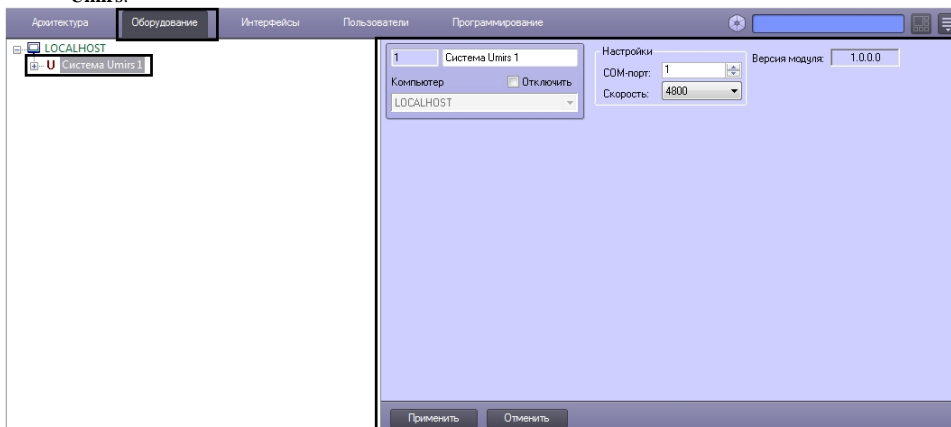 Umirs.
Архитектура Оборудование Интерфейсы Пользователи Программирование
LOCALHOST
U Система Umirs 1
1 Система Umirs 1
Компьютер Отключить
LOCALHOST
Настройки
COM-порт: 1
Скорость: 4800
Версия модуля: 1.0.0.0
Применить Отменить